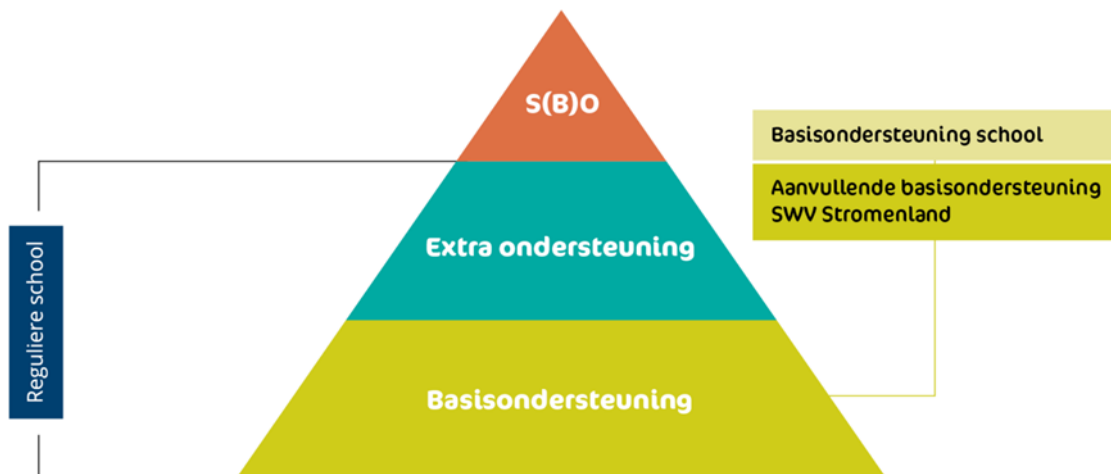 S(B)O
Basisondersteuning school
Aanvullende basisondersteuning
SWV Stromenland
Extra ondersteuning
Reguliere school
Basisondersteuning